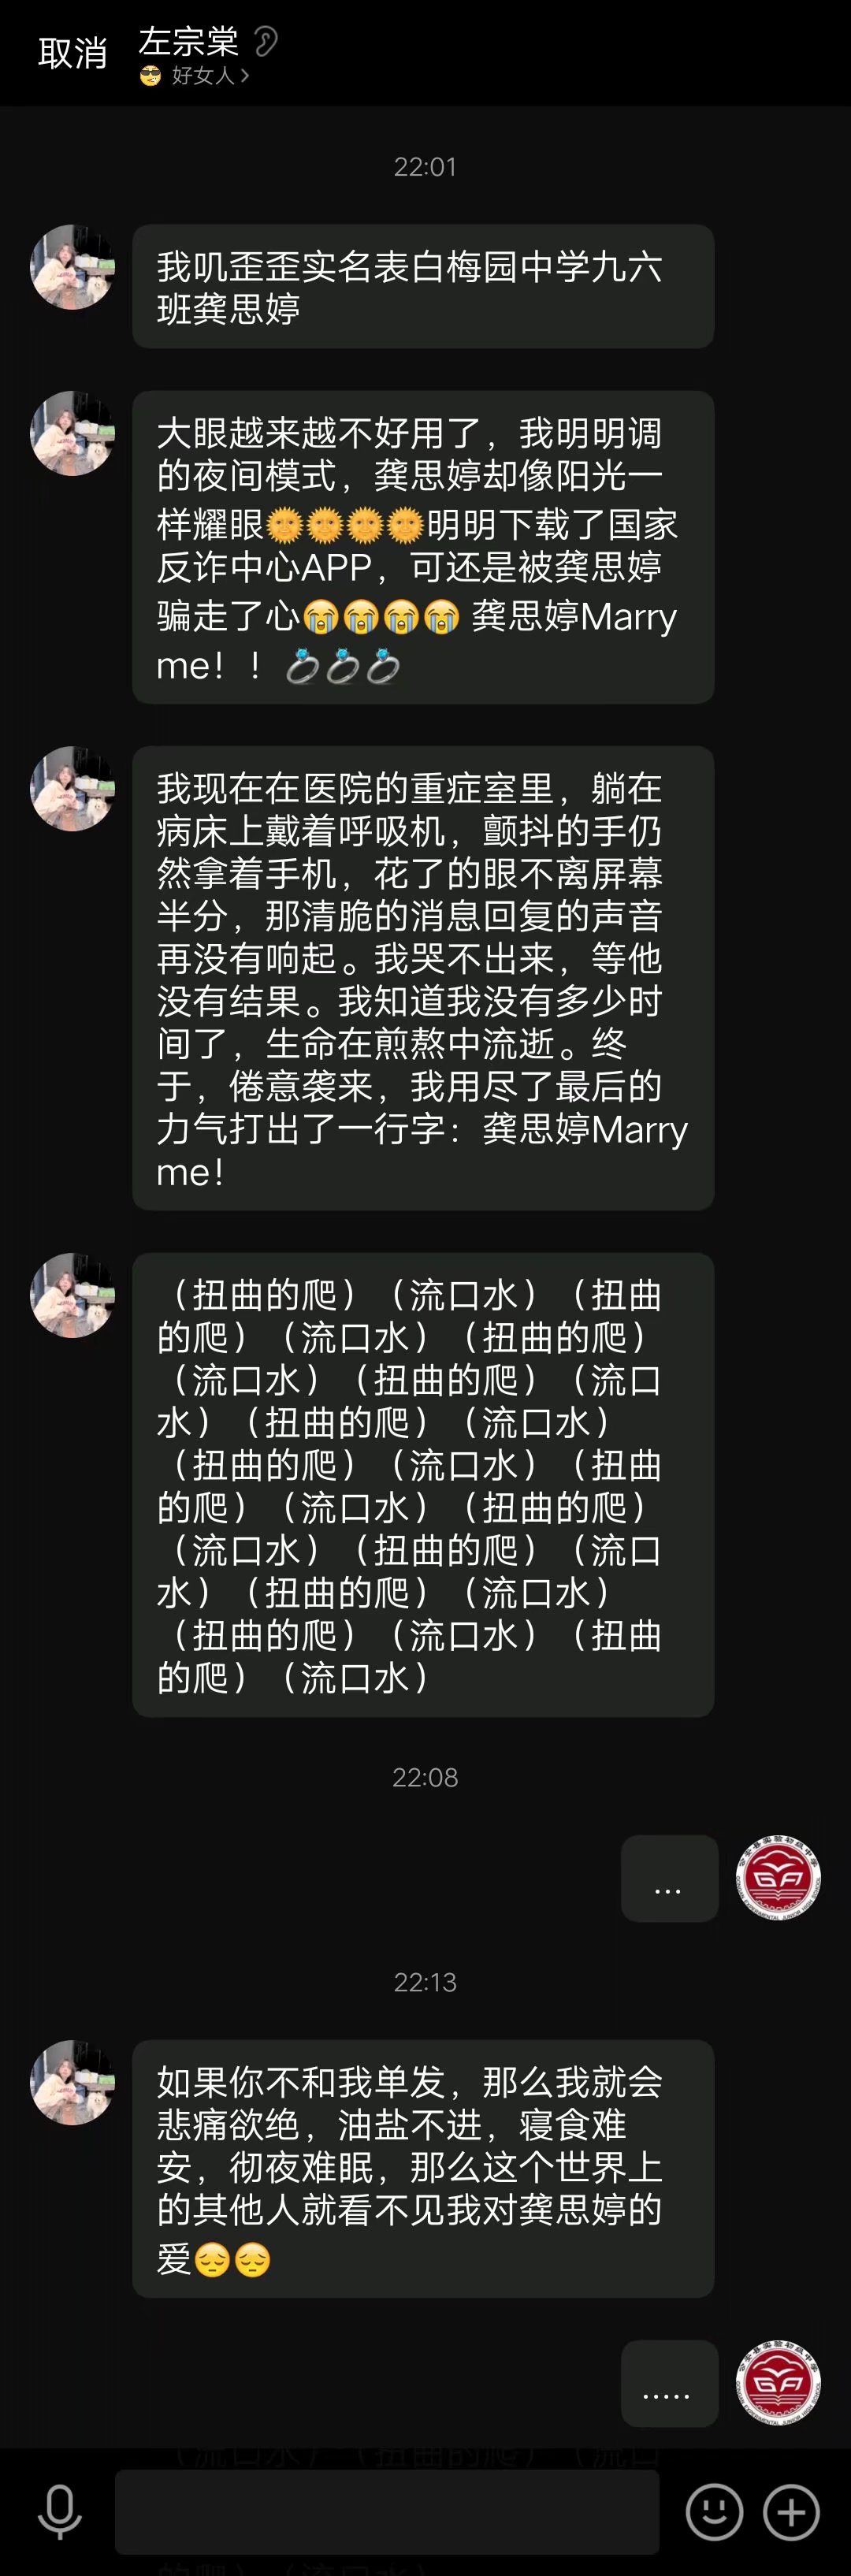 取消
左宗棠
😎 好女人>
22:01
我叽歪歪实名表白梅园中学九六
班龚思婷
大眼越来越不好用了，我明明调
的夜间模式，龚思婷却像阳光一
样耀眼🌞🌞🌞🌞明明下载了国家
反诈中心APP，可还是被龚思婷
骗走了心😭😭😭😭 龚思婷Marry
me！！💍💍💍
我现在在医院的重症室里，躺在
病床上戴着呼吸机，颤抖的手仍
然拿着手机，花了的眼不离屏幕
半分，那清脆的消息回复的声音
再没有响起。我哭不出来，等他
没有结果。我知道我没有多少时
间了，生命在煎熬中流逝。终
于，倦意袭来，我用尽了最后的
力气打出了一行字：龚思婷Marry
me！
（扭曲的爬）（流口水）（扭曲
的爬）（流口水）（扭曲的爬）
（流口水）（扭曲的爬）（流口
水）（扭曲的爬）（流口水）
（扭曲的爬）（流口水）（扭曲
的爬）（流口水）（扭曲的爬）
（流口水）（扭曲的爬）（流口
水）（扭曲的爬）（流口水）
（扭曲的爬）（流口水）（扭曲
的爬）（流口水）
22:08
...
22:13
如果你不和我单发，那么我就会
悲痛欲绝，油盐不进，寝食难
安，彻夜难眠，那么这个世界上
的其他人就看不见我对龚思婷的
爱😔😔
.....